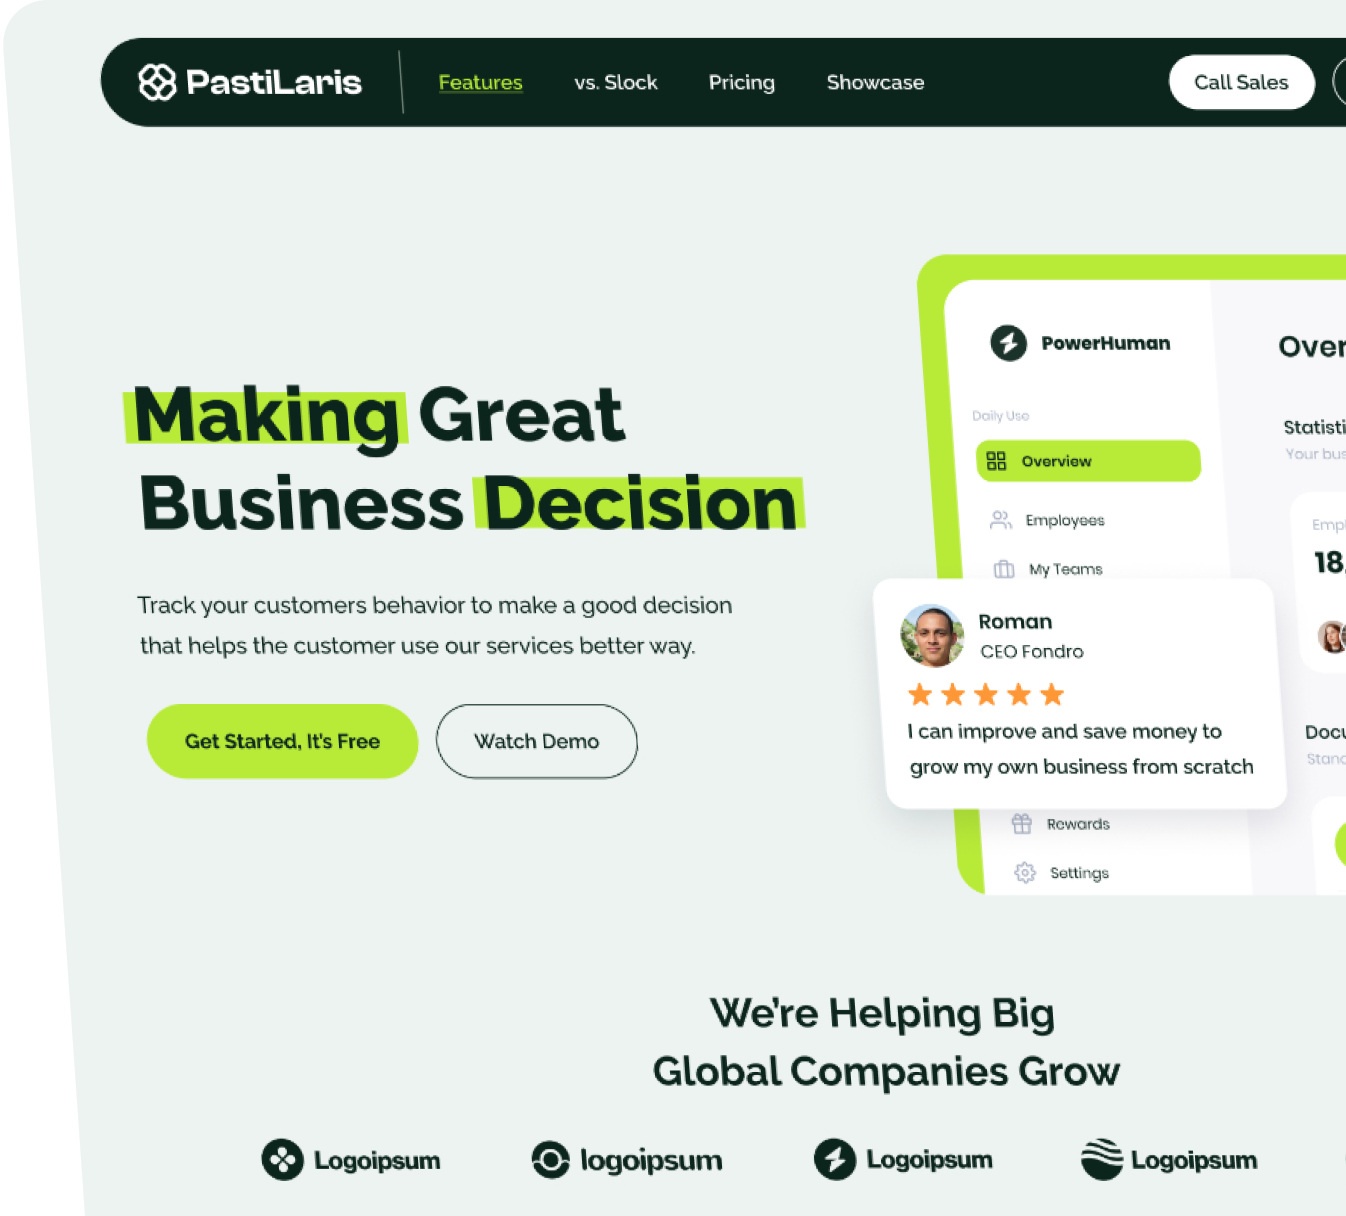 PastiLaris
Features
vs. Slock
Pricing
Showcase
Call Sales
Making Great
Business Decision
Track your customers behavior to make a good decision
that helps the customer use our services better way.
Get Started, It's Free
Watch Demo
PowerHuman
Daily Use
Overview
Employees
My Teams
Roman
CEO Fondro
I can improve and save money to
grow my own business from scratch
Rewards
Settings
Over
Statisti
Your bus
Empl
18,
Docu
Stand
We're Helping Big
Global Companies Grow
Logoipsum
logoipsum
Logoipsum
Logoipsum